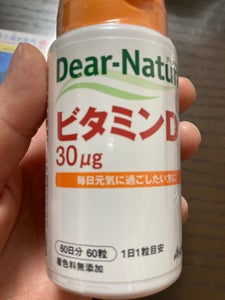 Dear-Natur
ビタミンD
30μg
毎日元気に過ごしたい方に
60日分 60粒 1日1粒目安
着色料無添加
As